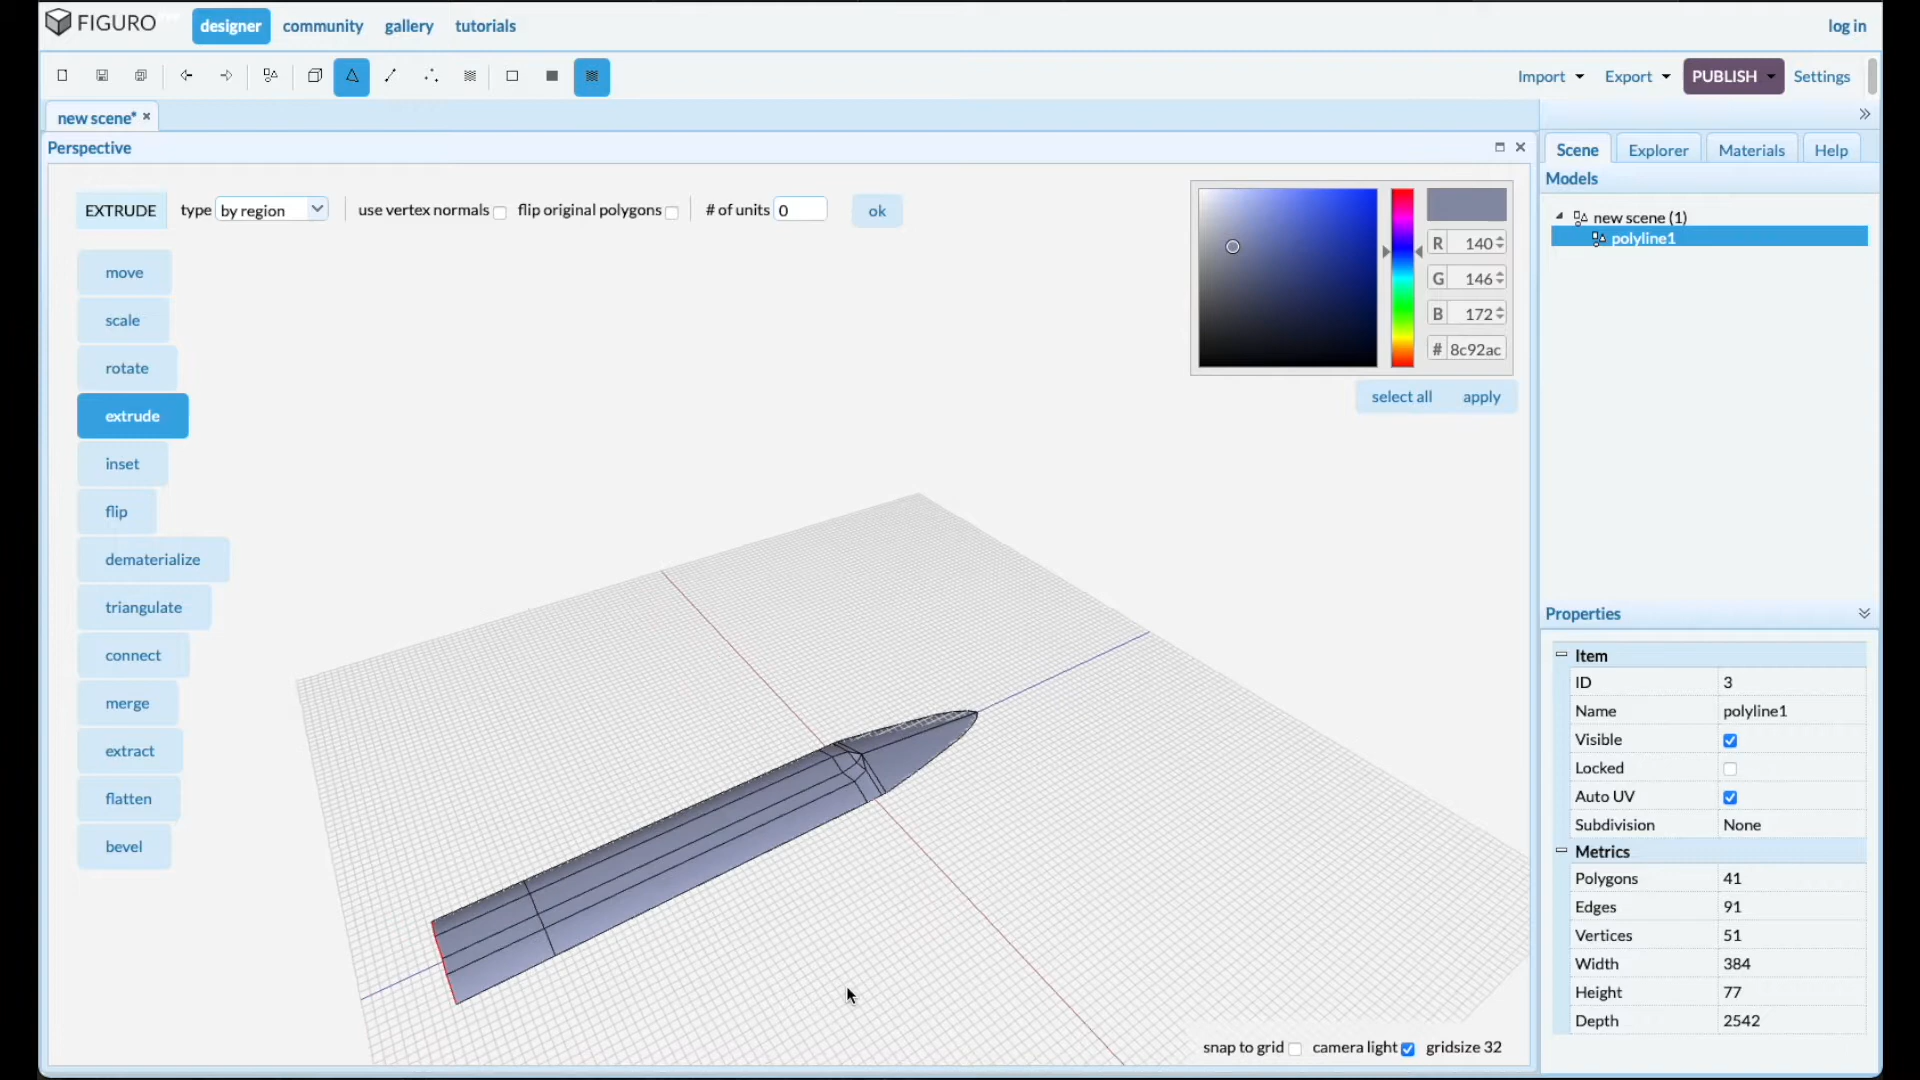 FIGURO
designer
community
gallery
tutorials
log in
Import
Export
PUBLISH
Settings
new scene*
Perspective
EXTRUDE
type by region
use vertex normals
flip original polygons
# of units 0
ok
move
scale
rotate
extrude
inset
flip
dematerialize
triangulate
connect
merge
extract
flatten
bevel
R 140
G 146
B 172
# 8c92ac
select all
apply
snap to grid
camera light
gridsize 32
Scene
Explorer
Materials
Help
Models
new scene (1)
polyline1
Properties
Item
ID 3
Name polyline1
Visible
Locked
Auto UV
Subdivision None
Metrics
Polygons 41
Edges 91
Vertices 51
Width 384
Height 77
Depth 2542